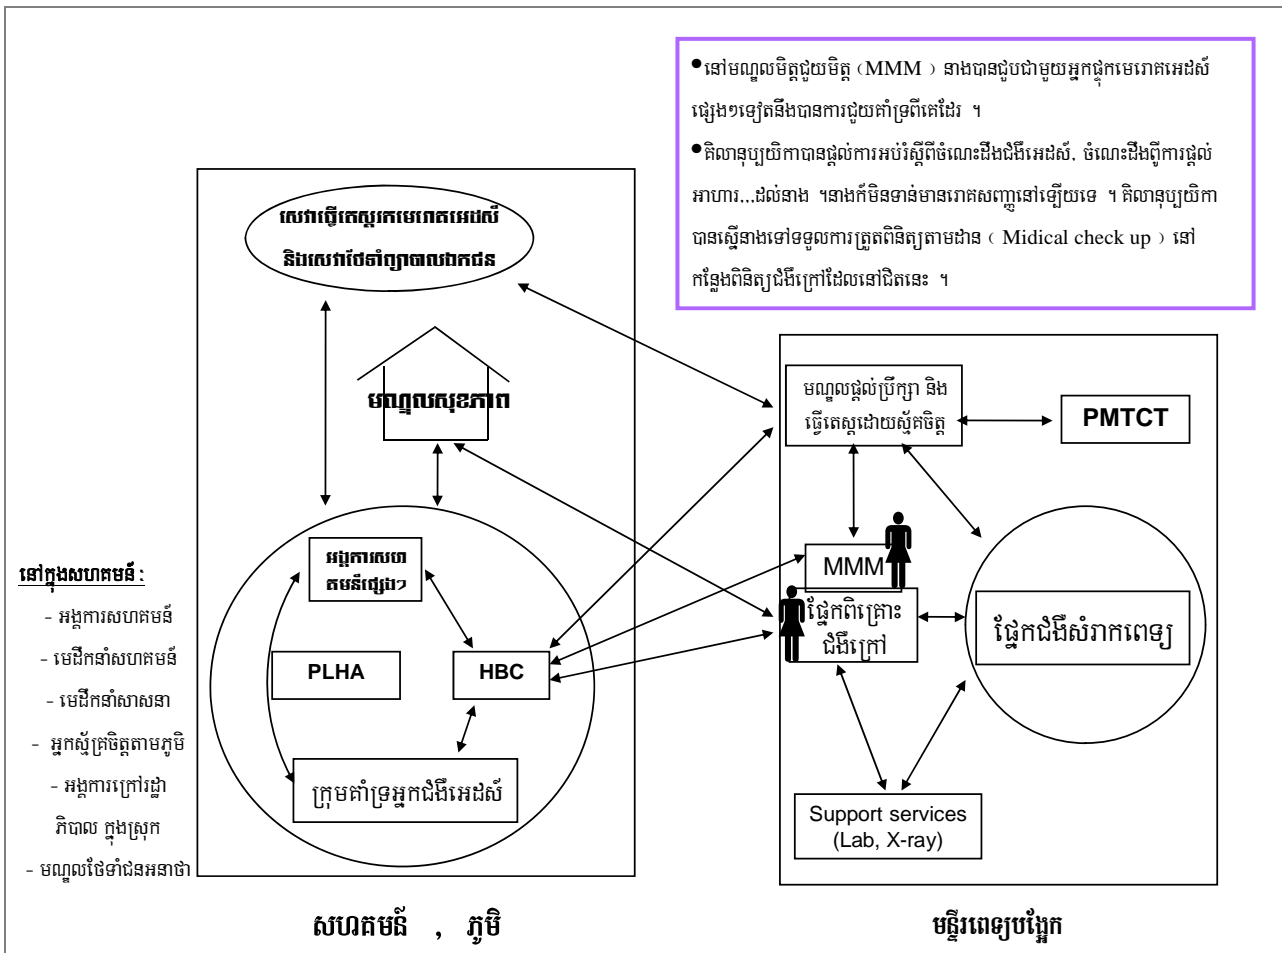 ●នៅមណ្ឌលមិត្តជួយមិត្ត (MMM ) នាងបានជួបជាមួយអ្នកផ្ទុកមេរោគអេដស៍
ផ្សេងៗទៀតនឹងបានការជួយគាំទ្រពីគេដែរ ។
●គិលានុប្បយិកាបានផ្តល់ការអប់រំស្តីពីចំណេះដឹងជំងឺអេដស៍, ចំណេះដឹងពីការផ្តល់
អាហារ...ដល់នាង ។នាងក៍មិនទាន់មានរោគសញ្ញានៅឡើយទេ ។ គិលានុប្បយិកា
បានស្នើនាងទៅទទួលការត្រួតពិនិត្យតាមដាន ( Midical check up ) នៅ
កន្លែងពិនិត្យជំងឺក្រៅដែលនៅជិតនេះ ។
សេវាធ្វើតេស្តរកមេរោគអេដស៍
និងសេវាថែទាំព្យាបាលឯកជន
មណ្ឌលសុខភាព
មណ្ឌលផ្តល់ប្រឹក្សា និង
ធ្វើតេស្តដោយស្ម័គចិត្ត
PMTCT
អង្គការសហ
គមន៍ផ្សេងៗ
MMM
ផ្នែកពិគ្រោះ
ជំងឺក្រៅ
ផ្នែកជំងឺសំរាកពេទ្យ
PLHA
HBC
ក្រុមគាំទ្រអ្នកជំងឺអេដស៍
Support services
(Lab, X-ray)
នៅក្នុងសហគមន៍ :
- អង្គការសហគមន៍
- មេដឹកនាំសហគមន៍
- មេដឹកនាំសាសនា
- អ្នកស្ម័គ្រចិត្តតាមភូមិ
- អង្គការក្រៅរដ្ឋា
ភិបាល ក្នុងស្រុក
- មណ្ឌលថែទាំជនអនាថា
សហគមន៍ , ភូមិ
មន្ទីរពេទ្យបង្អែក